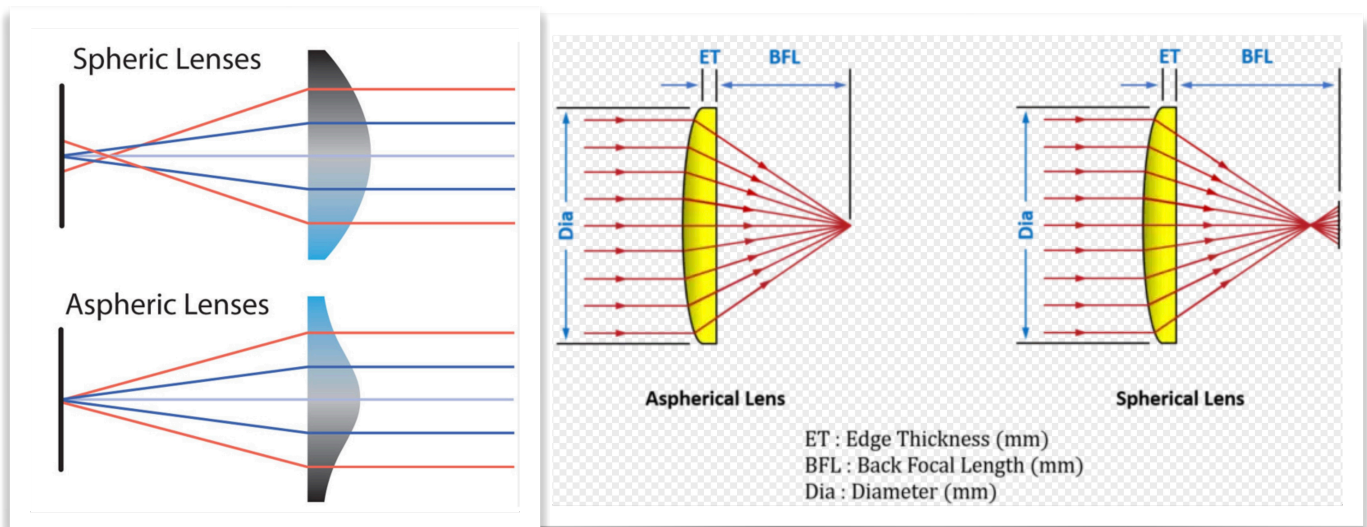 Spheric Lenses
Aspheric Lenses
ET
BFL
Dia
Aspherical Lens
ET
BFL
Dia
Spherical Lens
ET : Edge Thickness (mm)
BFL : Back Focal Length (mm)
Dia : Diameter (mm)